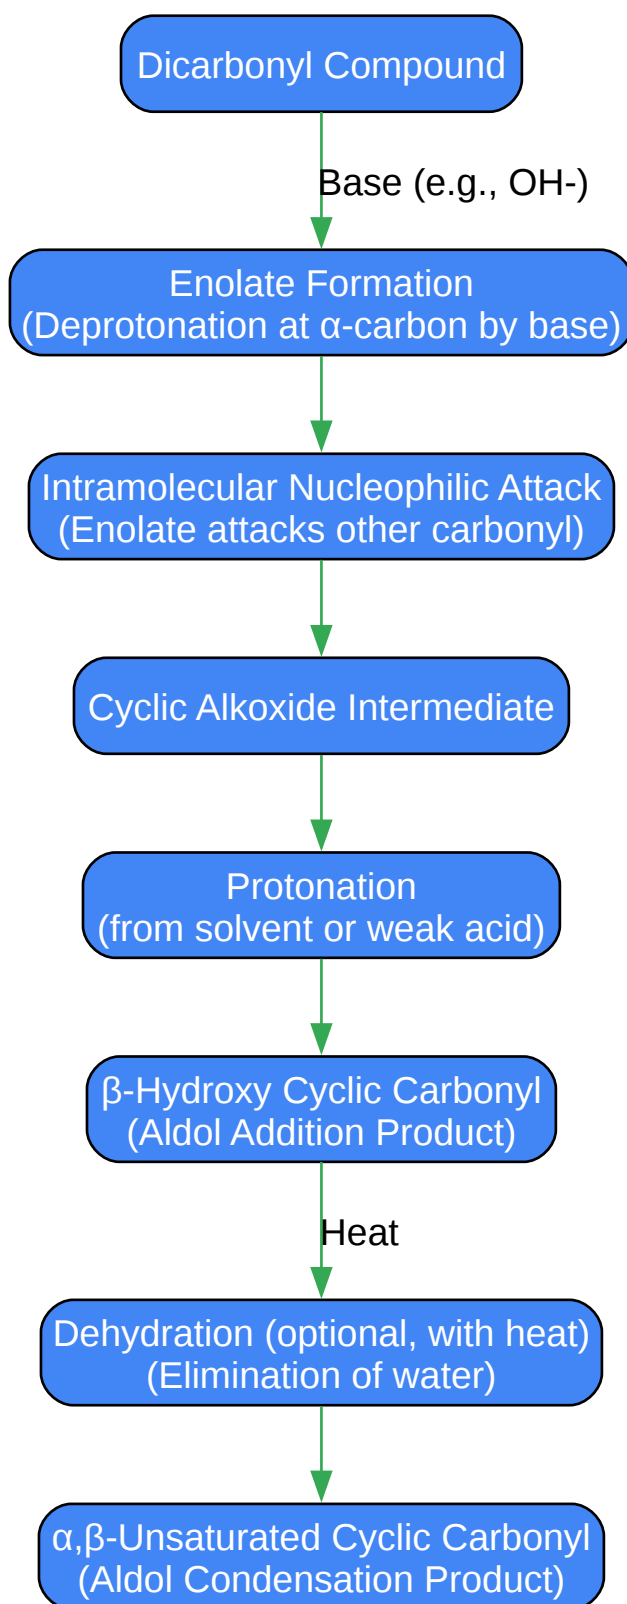 Dicarbonyl Compound
Base (e.g., OH-)
Enolate Formation
(Deprotonation at α-carbon by base)
Intramolecular Nucleophilic Attack
(Enolate attacks other carbonyl)
Cyclic Alkoxide Intermediate
Protonation
(from solvent or weak acid)
β-Hydroxy Cyclic Carbonyl
(Aldol Addition Product)
Heat
Dehydration (optional, with heat)
(Elimination of water)
α,β-Unsaturated Cyclic Carbonyl
(Aldol Condensation Product)